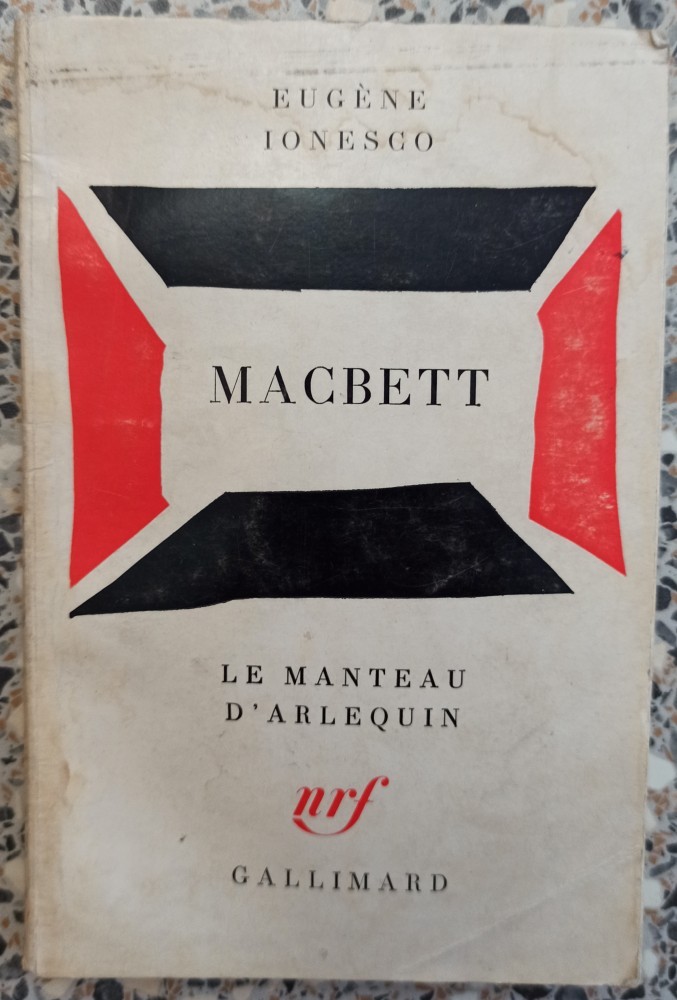 EUGÈNE
IONESCO
MACBETT
LE MANTEAU
D'ARLEQUIN
nrf
GALLIMARD